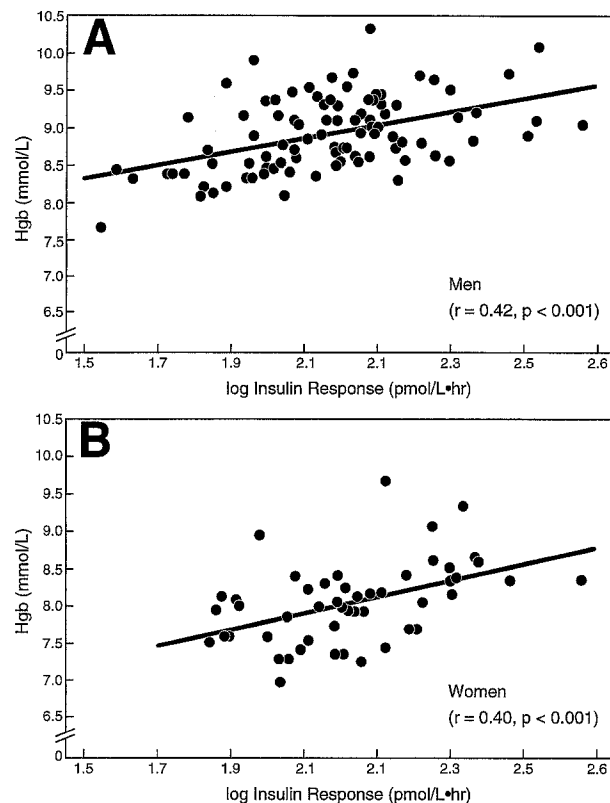 A
10.5
10.0
9.5
9.0
8.5
8.0
7.5
7.0
6.5
0
Hgb (mmol/L)
Men
(r = 0.42, p < 0.001)
1.5 1.7 1.9 2.1 2.1 2.3 2.5 2.6
log Insulin Response (pmol/L•hr)
B
10.5
10.0
9.5
9.0
8.5
8.0
7.5
7.0
6.5
0
Hgb (mmol/L)
Women
(r = 0.40, p < 0.001)
1.5 1.7 1.9 2.1 2.1 2.3 2.5 2.6
log Insulin Response (pmol/L•hr)